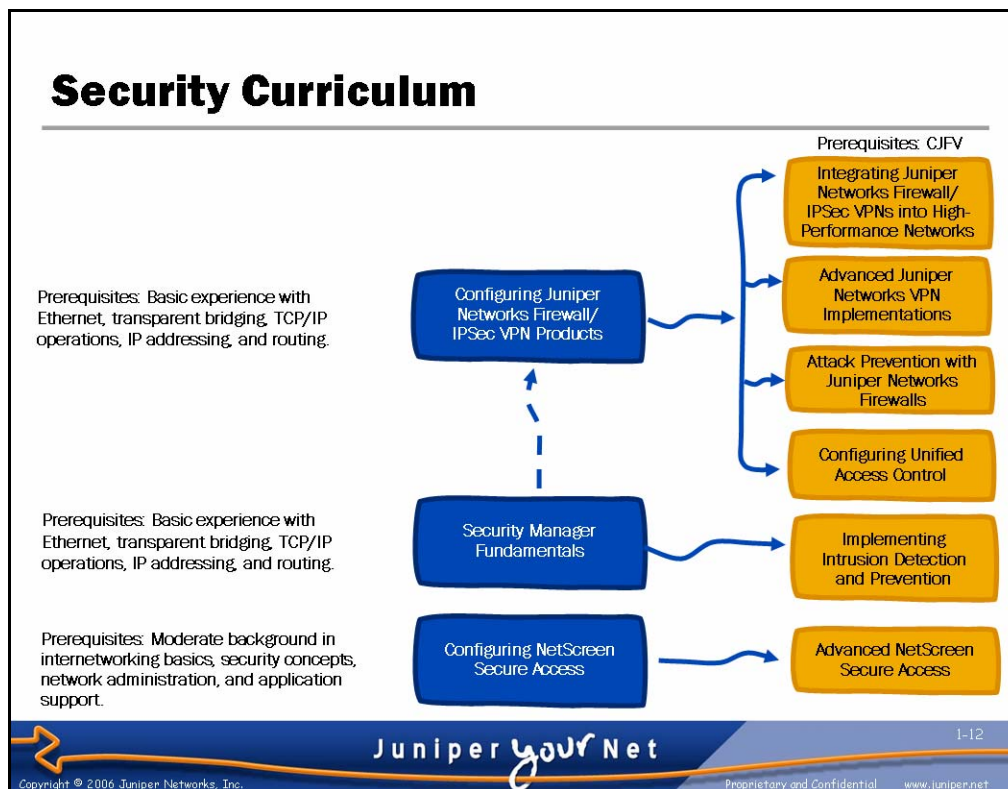 Security Curriculum
Prerequisites: CJFV
Integrating Juniper
Networks Firewall/
IPSec VPNs into High-
Performance Networks
Prerequisites: Basic experience with
Ethernet, transparent bridging, TCP/IP
operations, IP addressing, and routing.
Configuring Juniper
Networks Firewall/
IPSec VPN Products
Advanced Juniper
Networks VPN
Implementations
Attack Prevention with
Juniper Networks
Firewalls
Configuring Unified
Access Control
Prerequisites: Basic experience with
Ethernet, transparent bridging, TCP/IP
operations, IP addressing, and routing.
Security Manager
Fundamentals
Implementing
Intrusion Detection
and Prevention
Prerequisites: Moderate background in
internetworking basics, security concepts,
network administration, and application
support.
Configuring NetScreen
Secure Access
Advanced NetScreen
Secure Access
Juniper your Net
1-12
Copyright © 2006 Juniper Networks, Inc.
Proprietary and Confidential
www.juniper.net